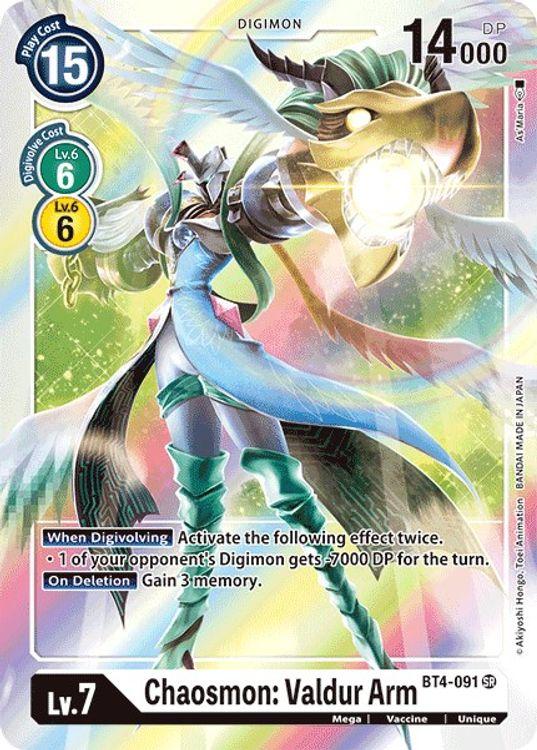 Play Cost
15
DIGIMON
DP
14000
Digivolve Cost
Lv.6
6
Lv.6
6
As'Maria
When Digivolving Activate the following effect twice.
・1 of your opponent's Digimon gets -7000 DP for the turn.
On Deletion Gain 3 memory.
© Akiyoshi Hongo, Toei Animation BANDAI MADE IN JAPAN
Lv.7
Chaosmon: Valdur Arm
BT4-091 SR
Mega | Vaccine | Unique